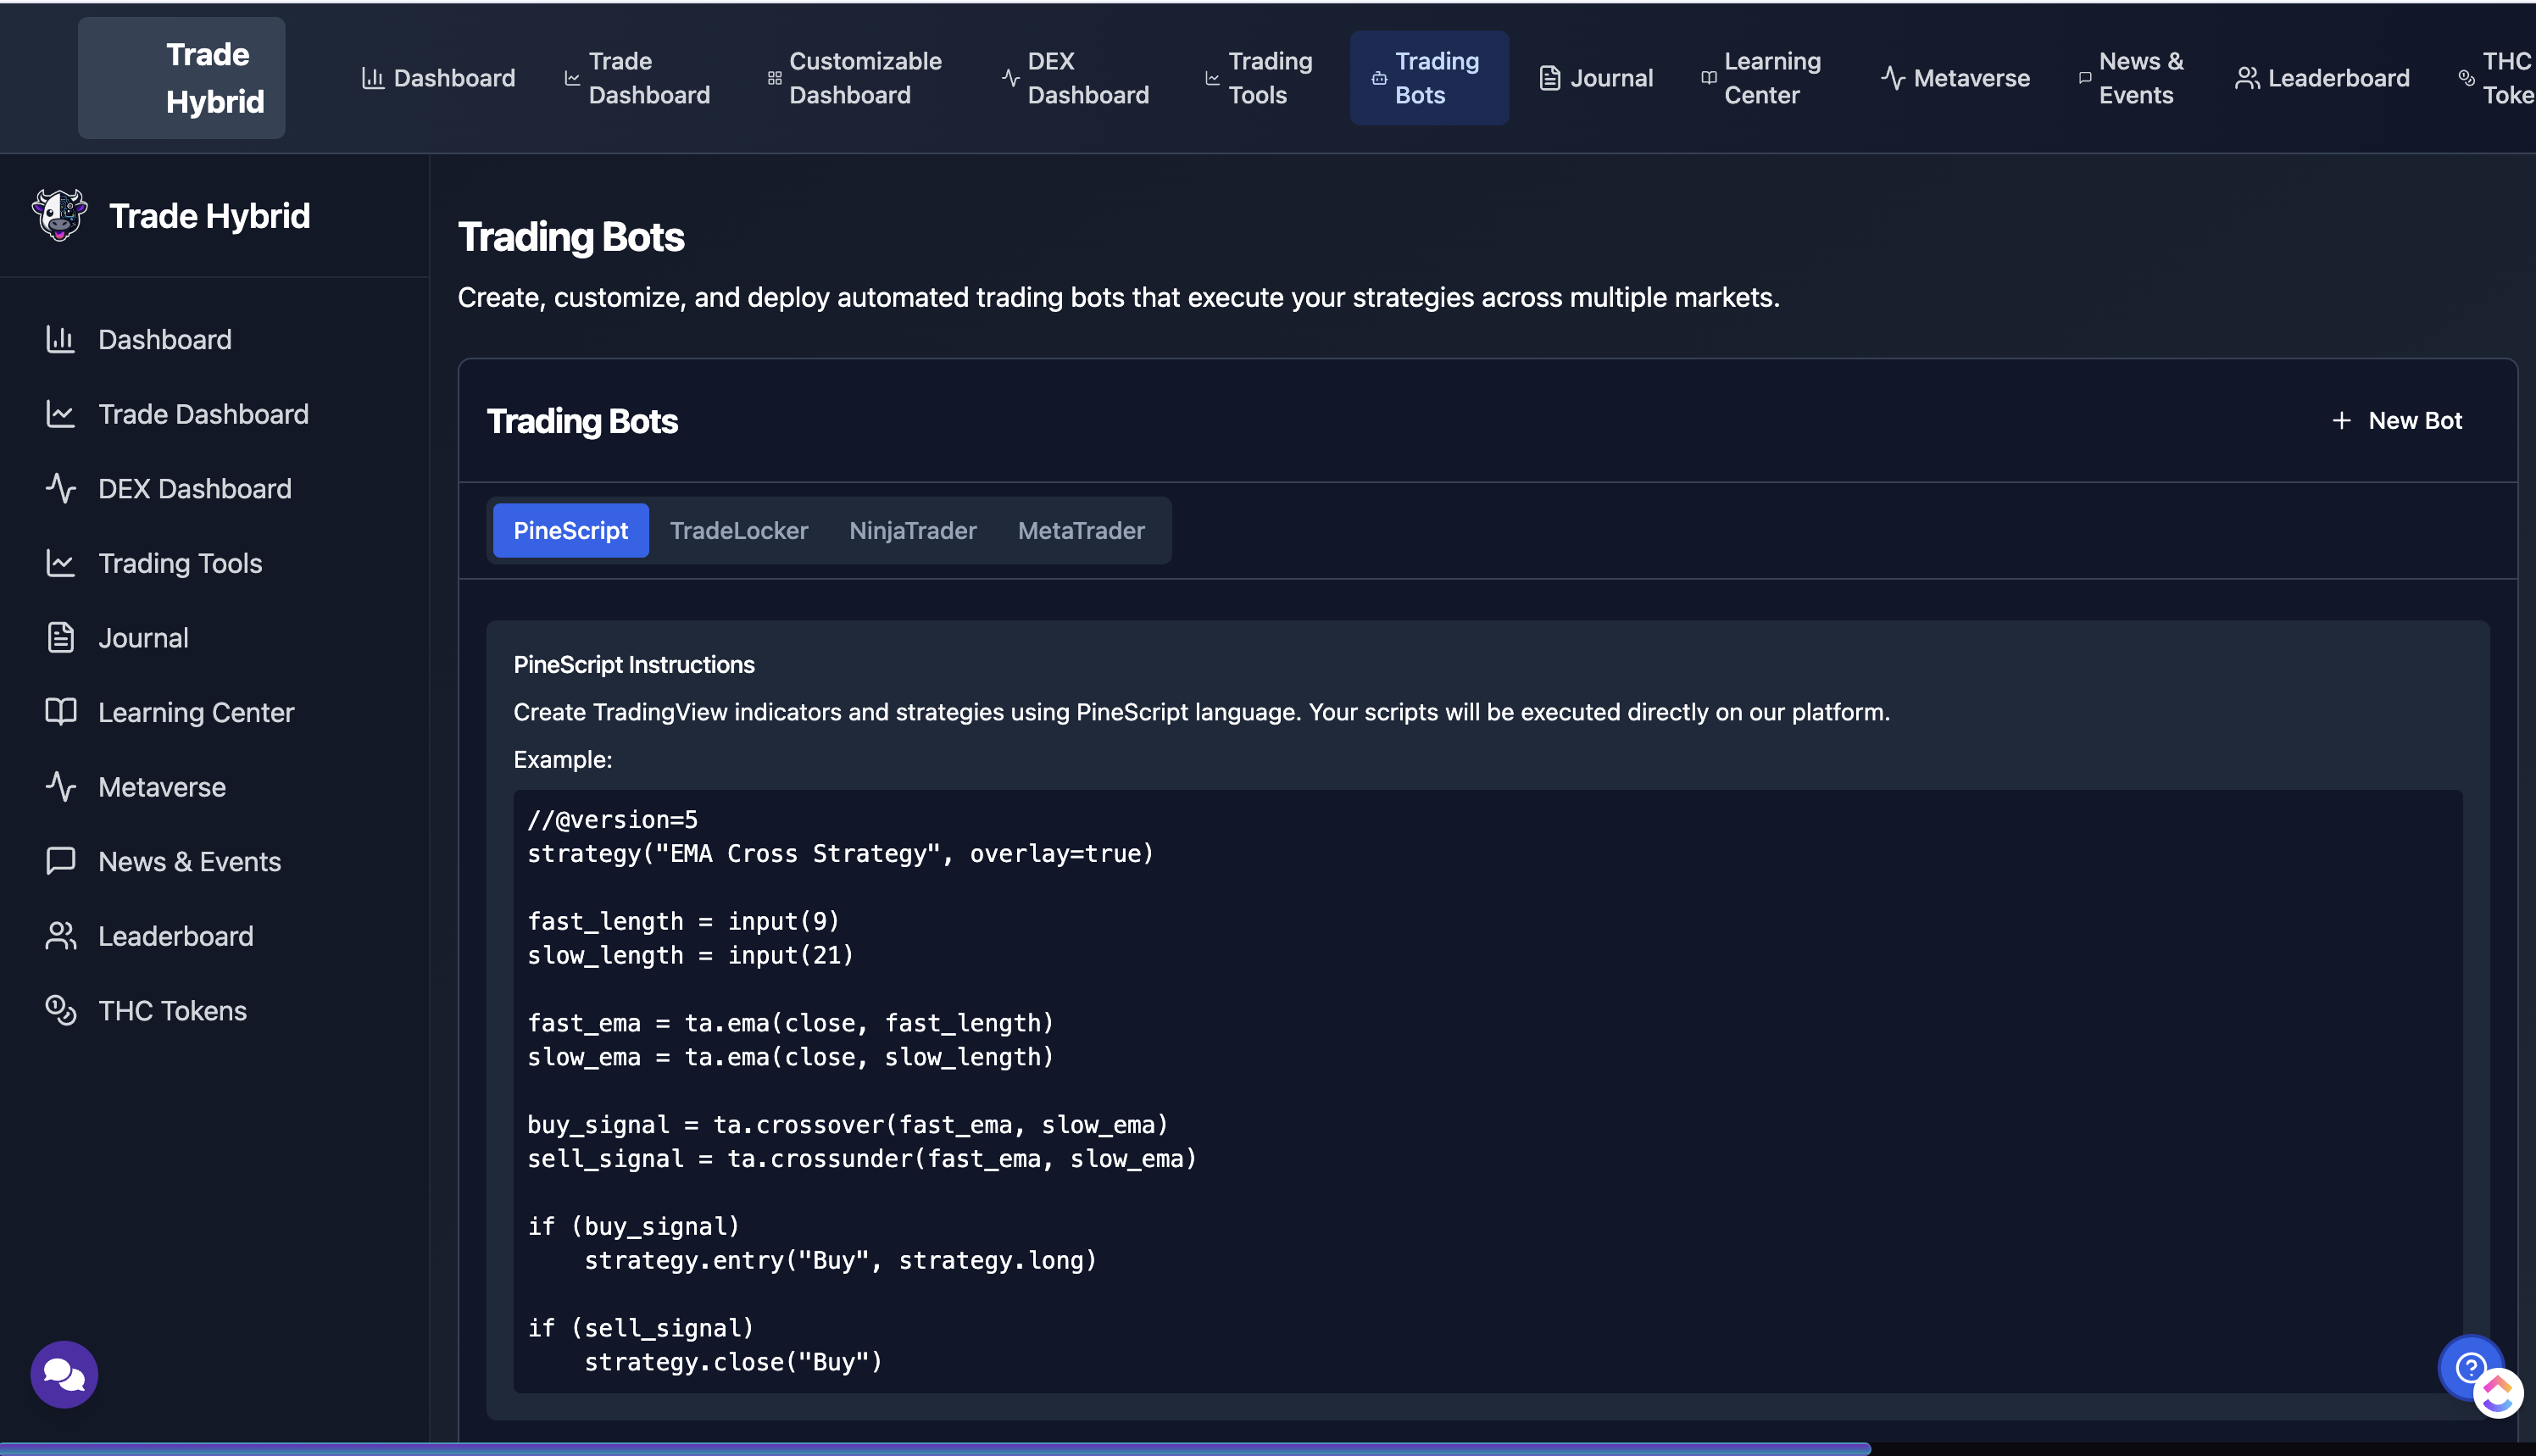 Trade
Hybrid
Dashboard
Trade
Dashboard
Customizable
Dashboard
DEX
Dashboard
Trading
Tools
Trading
Bots
Journal
Learning
Center
Metaverse
News &
Events
Leaderboard
THC
Toke
Trade Hybrid
Dashboard
Trade Dashboard
DEX Dashboard
Trading Tools
Journal
Learning Center
Metaverse
News & Events
Leaderboard
THC Tokens
Trading Bots
Create, customize, and deploy automated trading bots that execute your strategies across multiple markets.
Trading Bots
+ New Bot
PineScript TradeLocker NinjaTrader MetaTrader
PineScript Instructions
Create TradingView indicators and strategies using PineScript language. Your scripts will be executed directly on our platform.
Example:
//@version=5
strategy("EMA Cross Strategy", overlay=true)
fast_length = input(9)
slow_length = input(21)
fast_ema = ta.ema(close, fast_length)
slow_ema = ta.ema(close, slow_length)
buy_signal = ta.crossover(fast_ema, slow_ema)
sell_signal = ta.crossunder(fast_ema, slow_ema)
if (buy_signal)
    strategy.entry("Buy", strategy.long)
if (sell_signal)
    strategy.close("Buy")